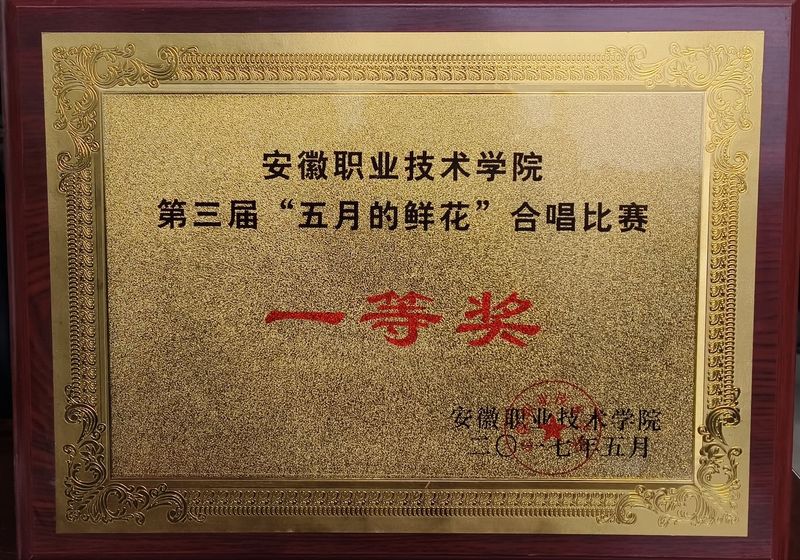 安徽职业技术学院
第三届“五月的鲜花”合唱比赛
一等奖
安徽职业技术学院
二〇一七年五月